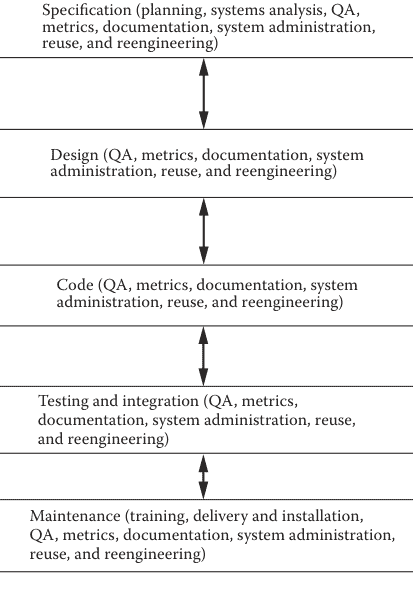 Specification (planning, systems analysis, QA,
metrics, documentation, system administration,
reuse, and reengineering)
Design (QA, metrics, documentation, system
administration, reuse, and reengineering)
Code (QA, metrics, documentation, system
administration, reuse, and reengineering)
Testing and integration (QA, metrics,
documentation, system administration, reuse,
and reengineering)
Maintenance (training, delivery and installation,
QA, metrics, documentation, system administration,
reuse, and reengineering)